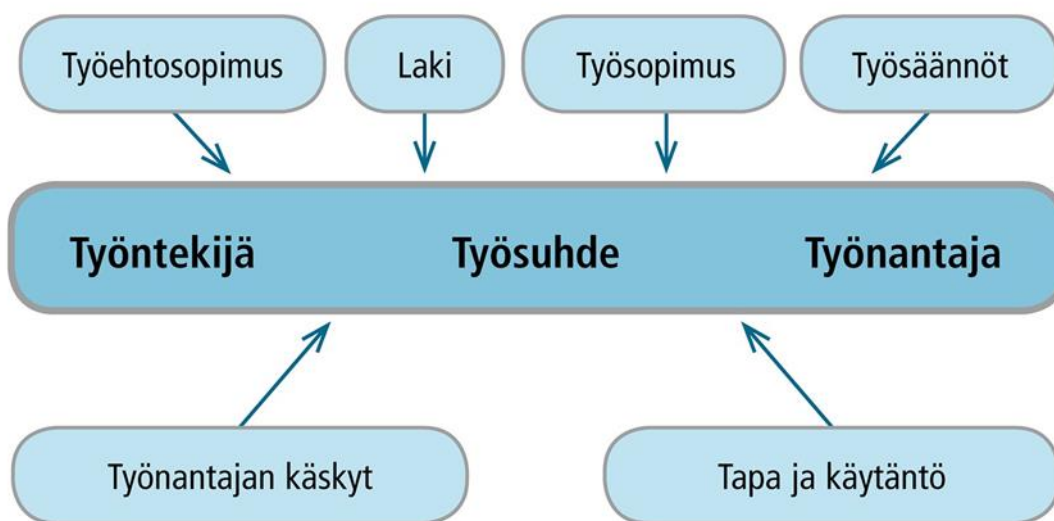 Työehtosopimus
Laki
Työsopimus
Työsäännöt
Työntekijä
Työsuhde
Työnantaja
Työnantajan käskyt
Tapa ja käytäntö